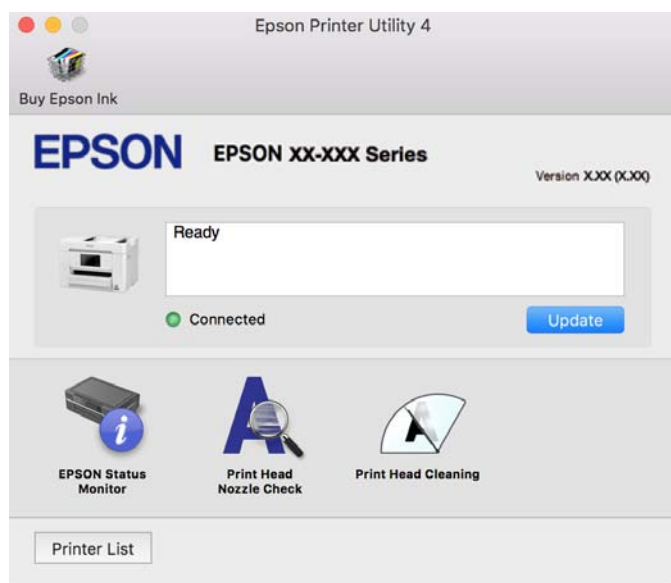 Epson Printer Utility 4
Buy Epson Ink
EPSON
EPSON XX-XXX Series
Version X.XX (X.XX)
Ready
Connected
Update
EPSON Status
Monitor
Print Head
Nozzle Check
Print Head Cleaning
Printer List